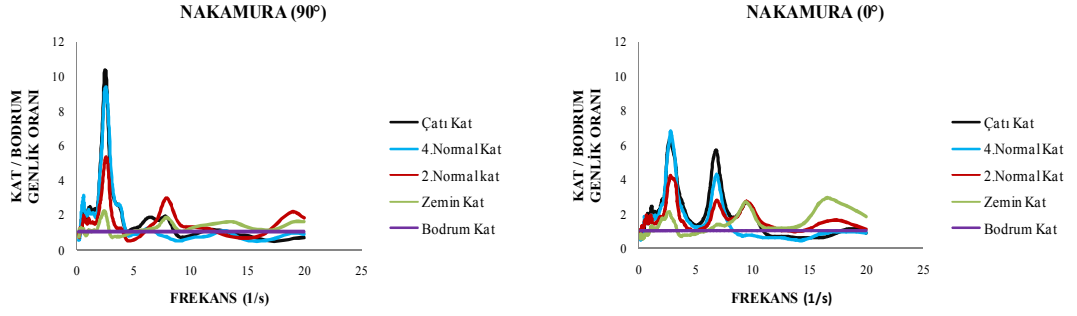 NAKAMURA (90°)
KAT / BODRUM
GENLİK ORANI
12
10
8
6
4
2
0
0
5
10
15
20
25
FREKANS (1/s)
Çatı Kat
4.Normal Kat
2.Normal kat
Zemin Kat
Bodrum Kat
NAKAMURA (0°)
KAT / BODRUM
GENLİK ORANI
12
10
8
6
4
2
0
0
5
10
15
20
25
FREKANS (1/s)
Çatı Kat
4.Normal Kat
2.Normal Kat
Zemin Kat
Bodrum Kat